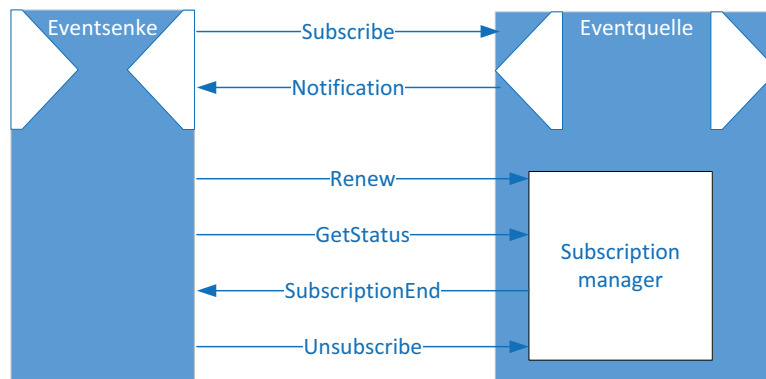 Eventsenke
Subscribe
Eventquelle
Notification
Renew
GetStatus
Subscription
manager
SubscriptionEnd
Unsubscribe